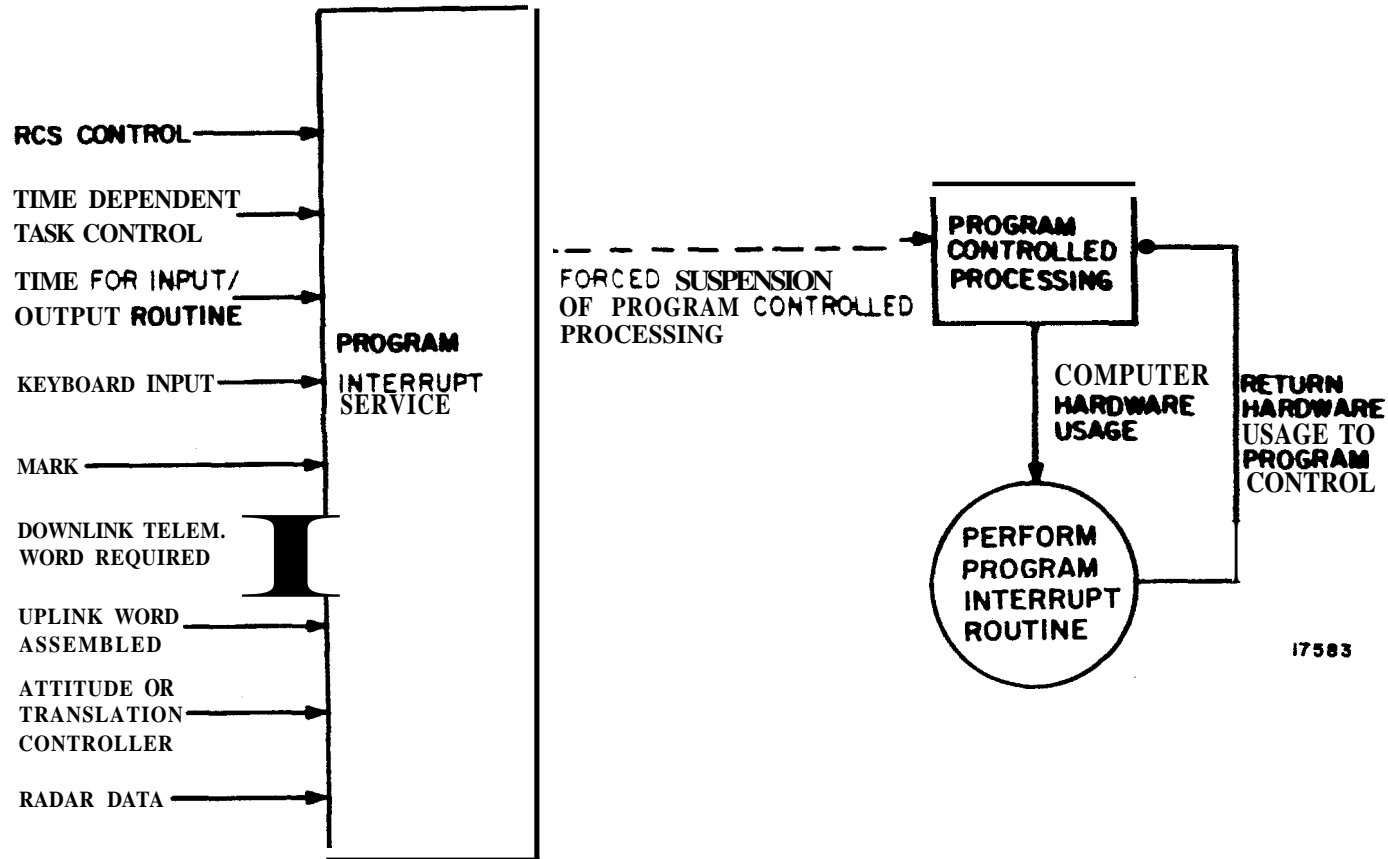 RCS CONTROL
TIME DEPENDENT
TASK CONTROL
TIME FOR INPUT/
OUTPUT ROUTINE
KEYBOARD INPUT
MARK
DOWNLINK TELEM.
WORD REQUIRED
UPLINK WORD
ASSEMBLED
ATTITUDE OR
TRANSLATION
CONTROLLER
RADAR DATA
PROGRAM
INTERRUPT
SERVICE
FORCED SUSPENSION
OF PROGRAM CONTROLLED
PROCESSING
PROGRAM
CONTROLLED
PROCESSING
COMPUTER
HARDWARE
USAGE
RETURN
HARDWARE
USAGE TO
PROGRAM
CONTROL
PERFORM
PROGRAM
INTERRUPT
ROUTINE
17583